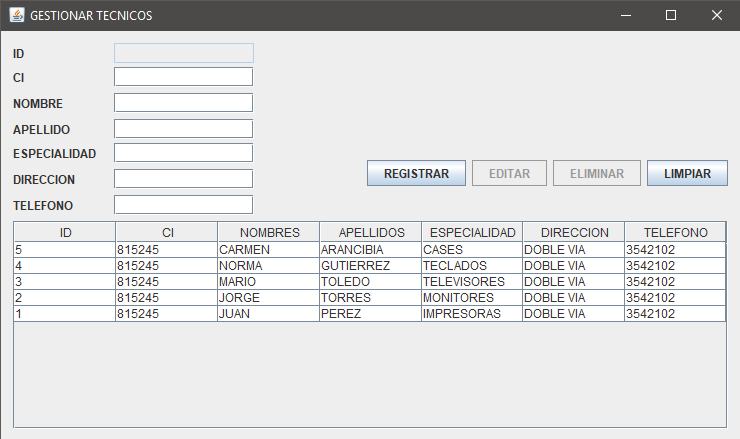 GESTIONAR TECNICOS
ID
CI
NOMBRE
APELLIDO
ESPECIALIDAD
DIRECCION
TELEFONO
REGISTRAR EDITAR ELIMINAR LIMPIAR
ID CI NOMBRES APELLIDOS ESPECIALIDAD DIRECCION TELEFONO
5 815245 CARMEN ARANCIBIA CASES DOBLE VIA 3542102
4 815245 NORMA GUTIERREZ TECLADOS DOBLE VIA 3542102
3 815245 MARIO TOLEDO TELEVISORES DOBLE VIA 3542102
2 815245 JORGE TORRES MONITORES DOBLE VIA 3542102
1 815245 JUAN PEREZ IMPRESORAS DOBLE VIA 3542102